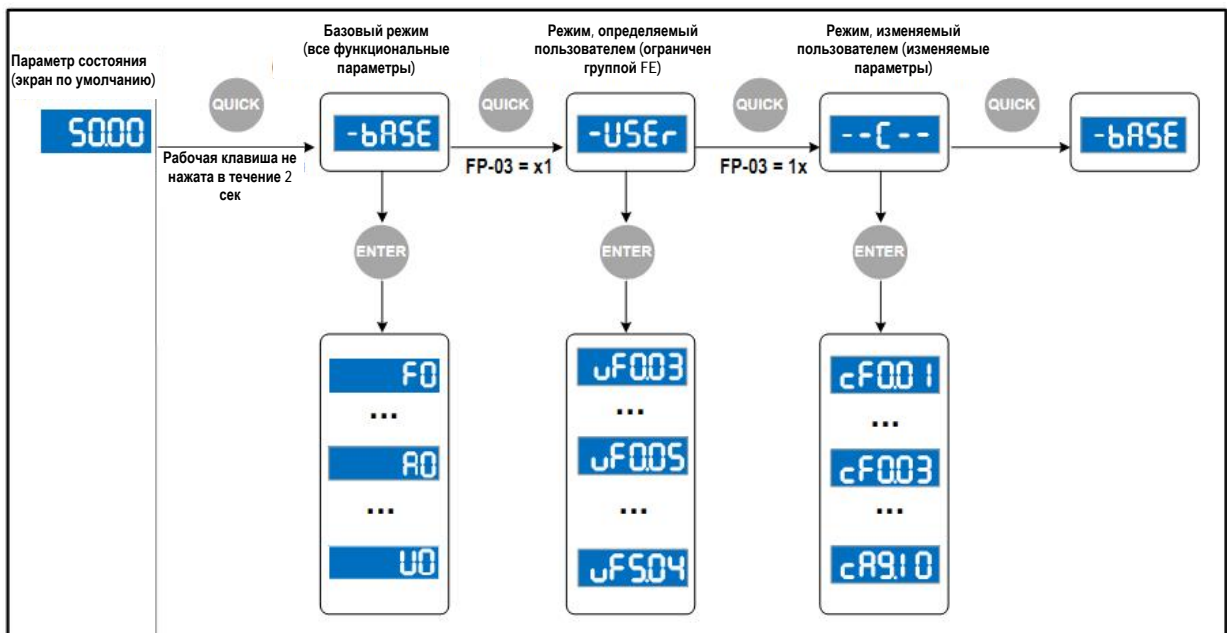 Параметр состояния
(экран по умолчанию)
50.00
QUICK
Рабочая клавиша не
нажата в течение 2
сек
Базовый режим
(все функциональные
параметры)
-bASE
ENTER
F0
...
A0
...
U0
QUICK
FP-03 = x1
Режим, определяемый
пользователем (ограничен
группой FE)
-USEr
ENTER
uF0.03
...
uF0.05
...
uF5.04
QUICK
FP-03 = 1x
Режим, изменяемый
пользователем (изменяемые
параметры)
--C--
ENTER
cF0.01
...
cF0.03
...
cA9.10
QUICK
-bASE